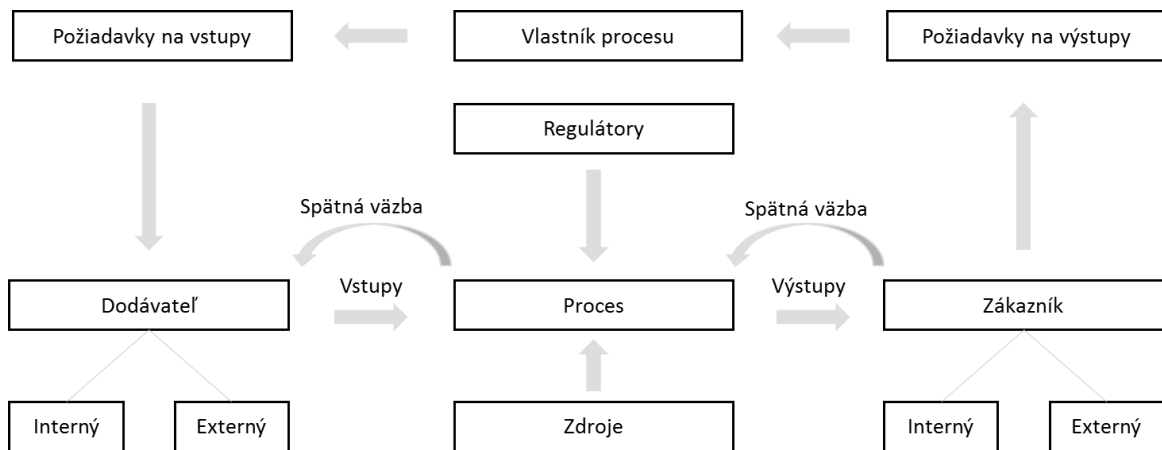 Požiadavky na vstupy
Vlastník procesu
Požiadavky na výstupy
Regulátory
Spätná väzba
Spätná väzba
Vstupy
Výstupy
Dodávateľ
Proces
Zákazník
Interný
Externý
Zdroje
Interný
Externý